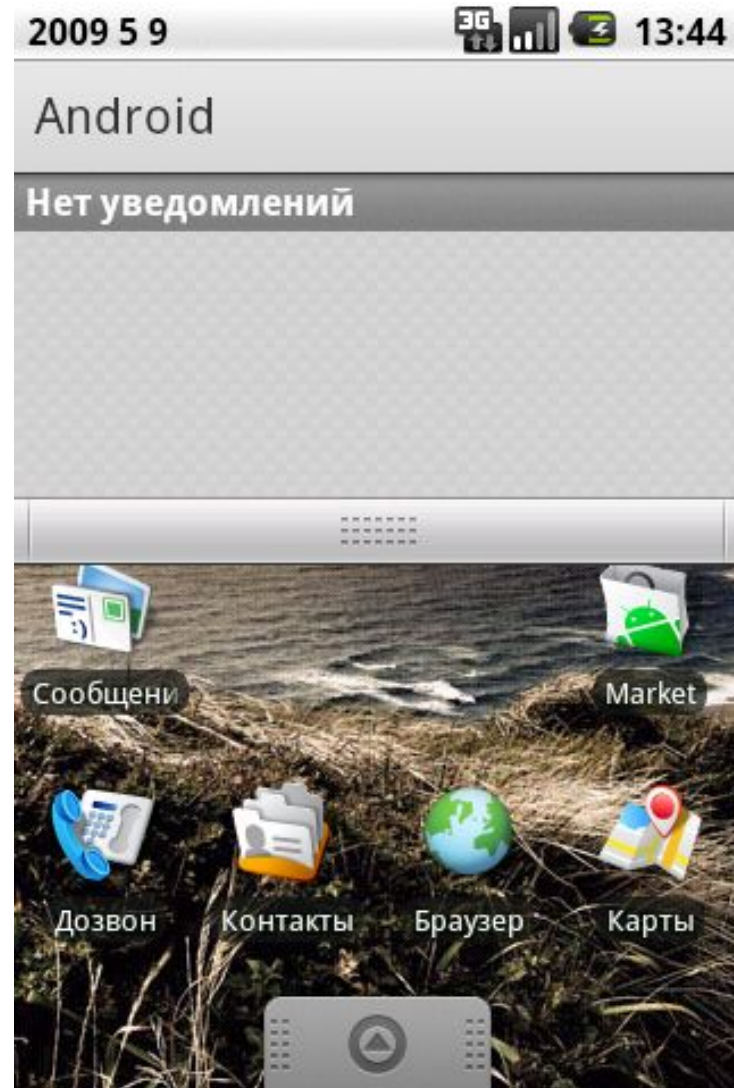 2009 5 9 3G 13:44
Android
Нет уведомлений
Сообщени Market
Дозвон Контакты Браузер Карты